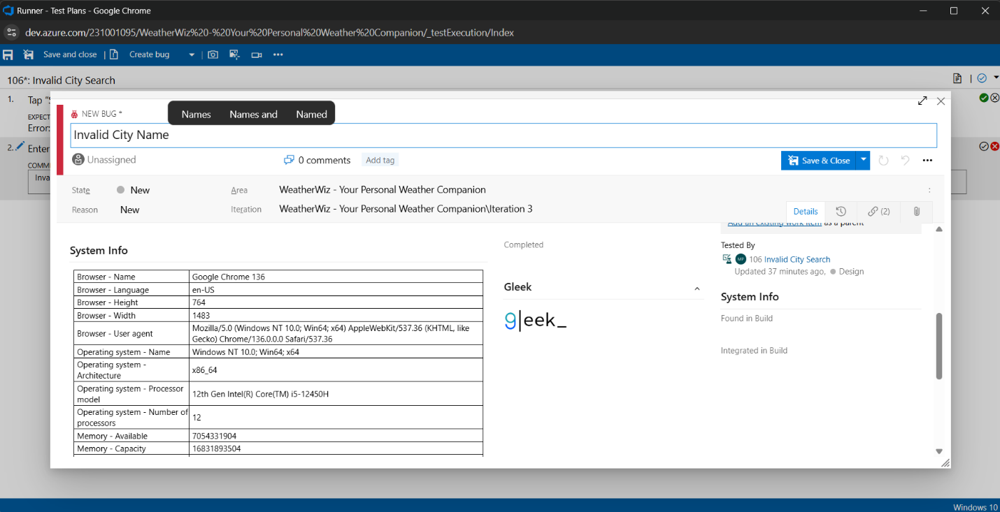 Runner - Test Plans - Google Chrome
dev.azure.com/231001095/WeatherWiz%20-%20Your%20Personal%20Weather%20Companion/_testExecution/Index
Save and close | Create bug
106*: Invalid City Search
1. Tap "S
EXPECT
Error:
2. Enter
COMM
Inva
NEW BUG *
Names Names and Named
Invalid City Name
Unassigned
0 comments
Add tag
Save & Close
State New
Area WeatherWiz - Your Personal Weather Companion
Reason New
Iteration WeatherWiz - Your Personal Weather Companion\Iteration 3
Details (2)
Add an existing work item as a parent
System Info
Browser - Name Google Chrome 136
Browser - Language en-US
Browser - Height 764
Browser - Width 1483
Browser - User agent Mozilla/5.0 (Windows NT 10.0; Win64; x64) AppleWebKit/537.36 (KHTML, like
Gecko) Chrome/136.0.0.0 Safari/537.36
Operating system - Name Windows NT 10.0; Win64; x64
Operating system -
Architecture x86_64
Operating system - Processor
model 12th Gen Intel(R) Core(TM) i5-12450H
Operating system - Number of
processors 12
Memory - Available 7054331904
Memory - Capacity 16831893504
Completed
Gleek
gleek_
Tested By
MP 106 Invalid City Search
Updated 37 minutes ago, Design
System Info
Found in Build
Integrated in Build
Windows 10